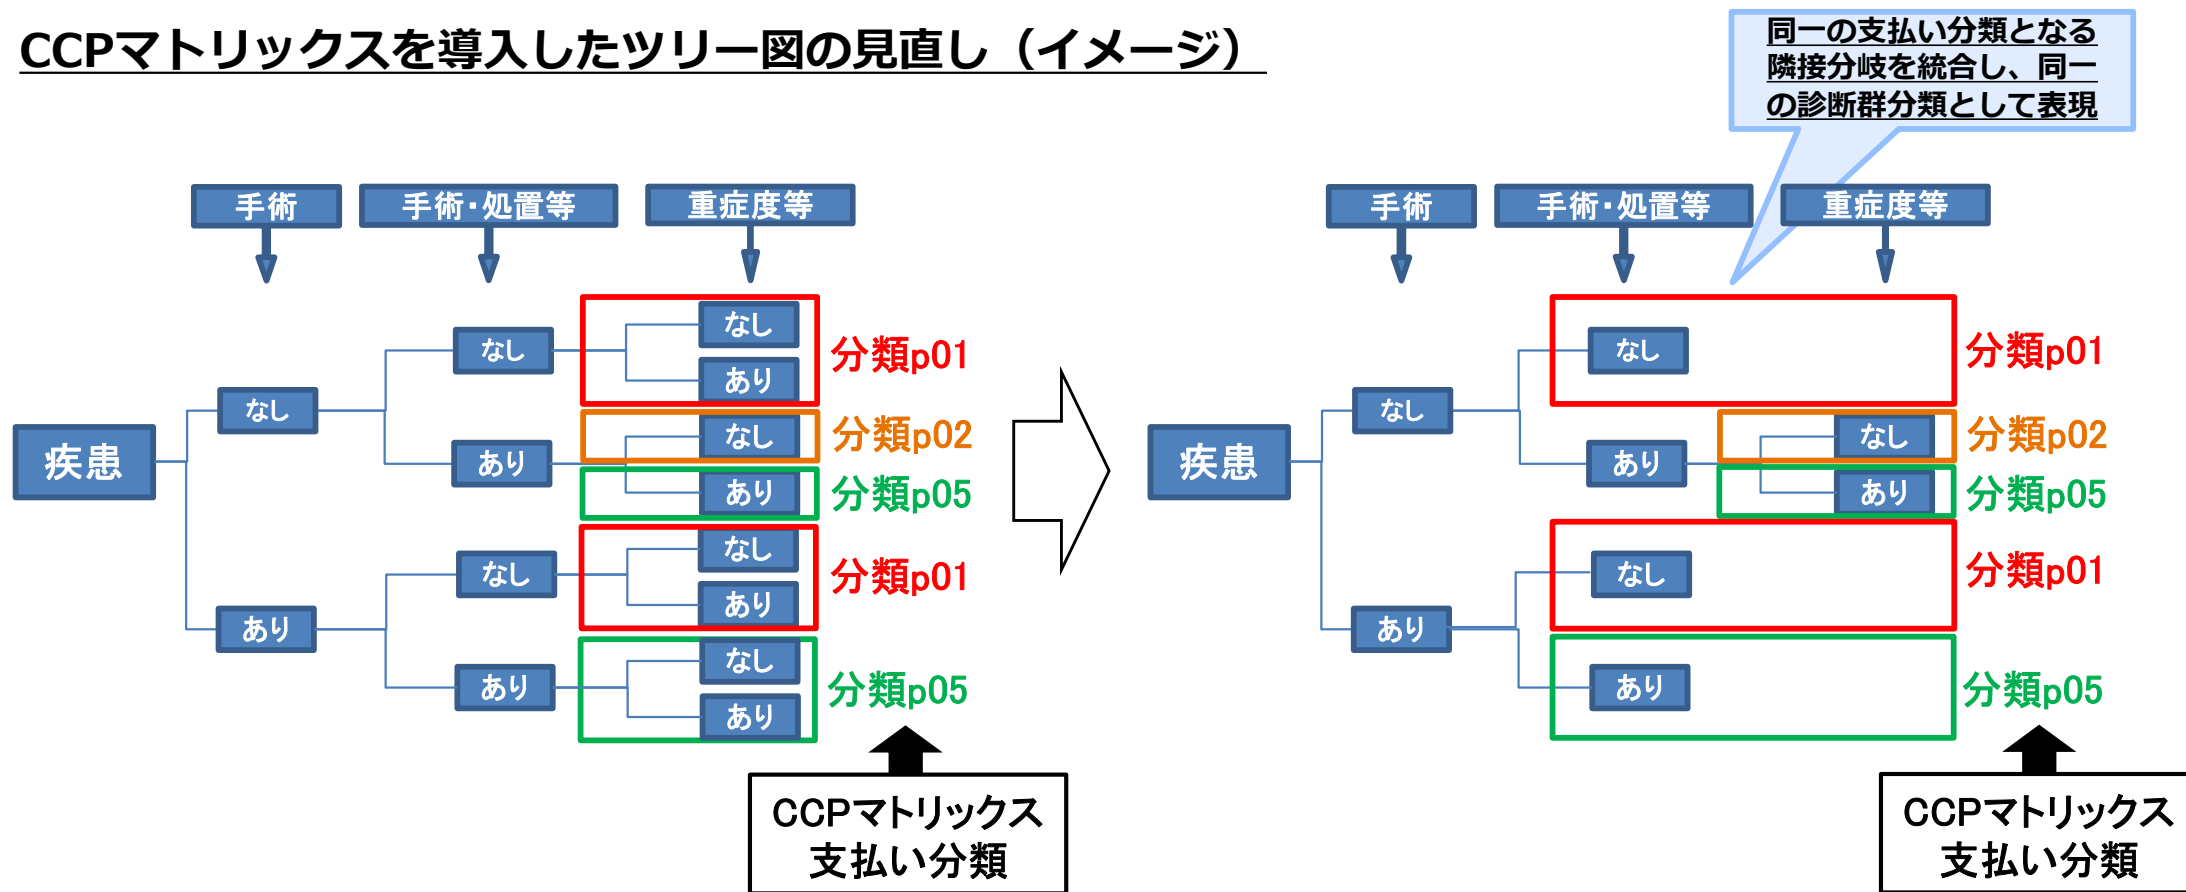 CCPマトリックスを導入したツリー図の見直し（イメージ）
同一の支払い分類となる
隣接分岐を統合し、同一
の診断群分類として表現
手術
手術・処置等
重症度等
疾患
なし
あり
なし
あり
なし
あり
なし
あり
なし
あり
なし
あり
なし
あり
分類p01
分類p02
分類p05
分類p01
分類p05
CCPマトリックス
支払い分類
手術
手術・処置等
重症度等
疾患
なし
あり
なし
あり
なし
あり
なし
あり
分類p01
分類p02
分類p05
分類p01
分類p05
CCPマトリックス
支払い分類